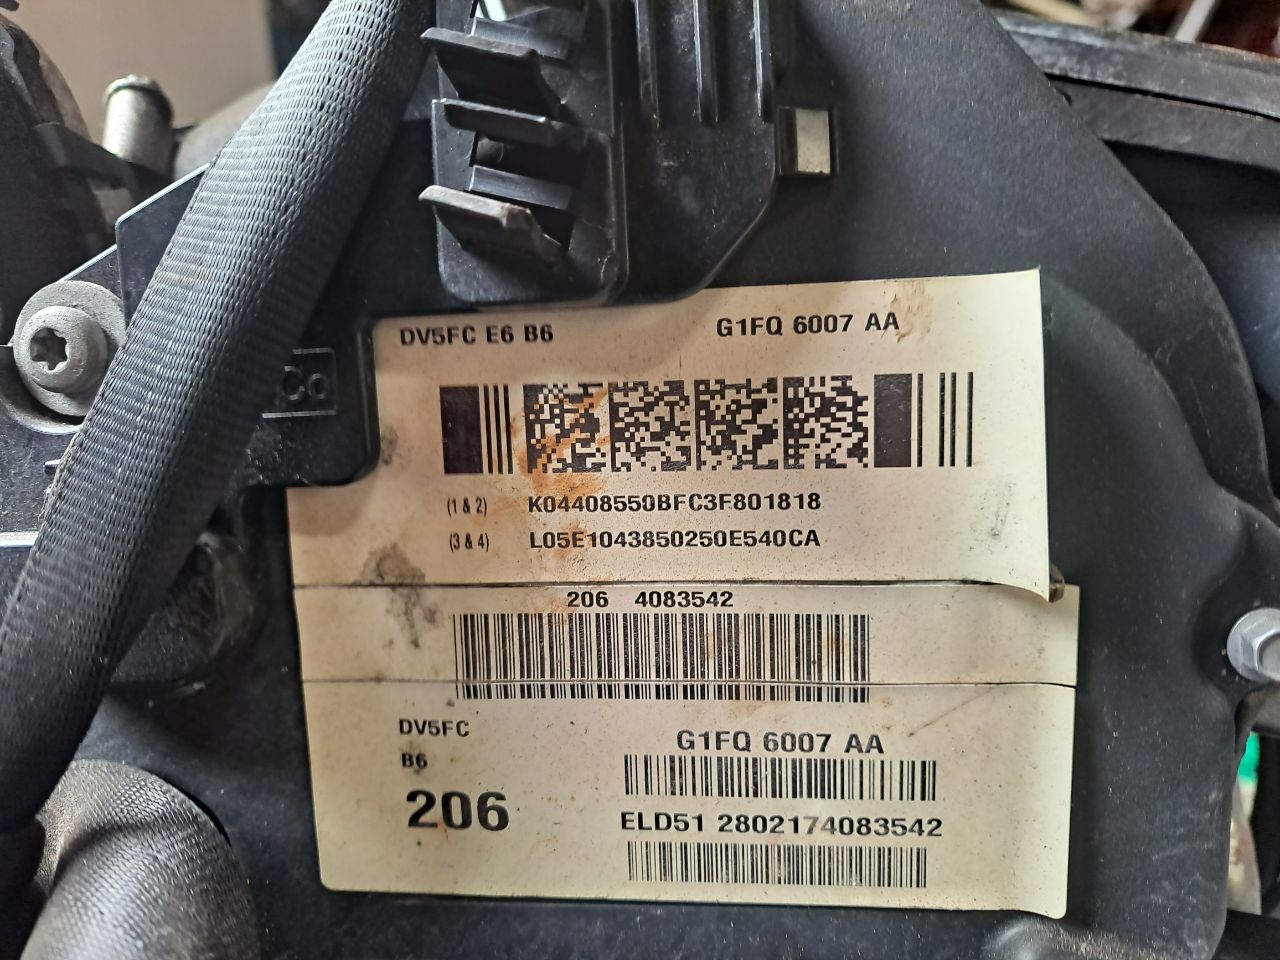 DV5FC E6 B6 G1FQ 6007 AA
Co
(1 & 2) K04408550BFC3F801818
(3 & 4) L05E1043850250E540CA
206 4083542
DV5FC G1FQ 6007 AA
B6
206 ELD51 2802174083542